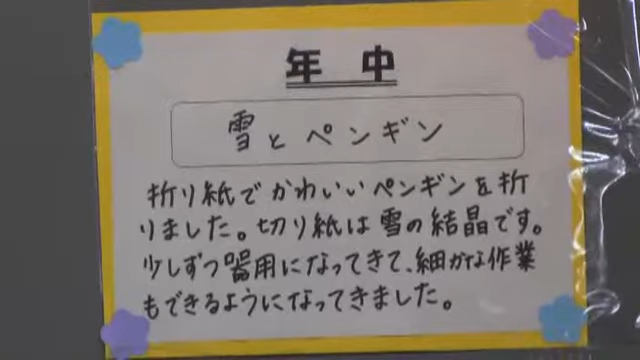 年 中
雪とペンギン
折り紙でかわいいペンギンを折
りました。切り紙は雪の結晶です。
少しずつ器用になってきて、細かな作業
もできるようになってきました。